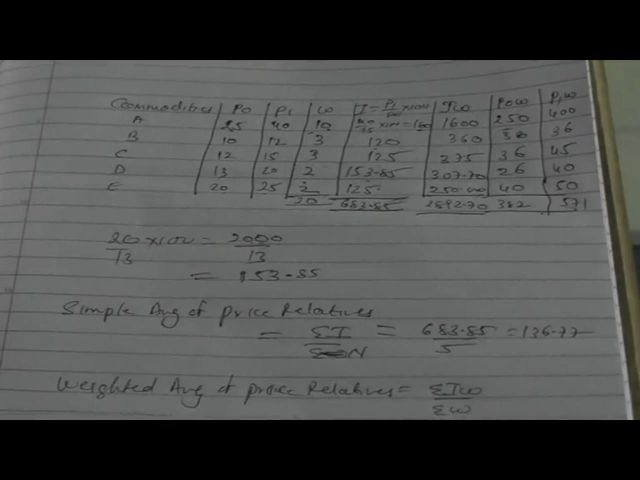 Commodities P0 P1 W I = P1/P0 x100 IW P0W P1W
A 25 40 10 40/25 x100 = 160 1600 250 400
B 10 12 3 120 360 30 36
C 12 15 3 125 375 36 45
D 13 20 2 153.85 307.70 26 40
E 20 25 2 125 250.00 40 50
20 683.85 2892.70 382 571
20/13 x100 = 2000/13
= 153.85
Simple Avg of Price Relatives
= ΣI/N = 683.85/5 = 136.77
Weighted Avg of price Relatives = ΣIW/ΣW